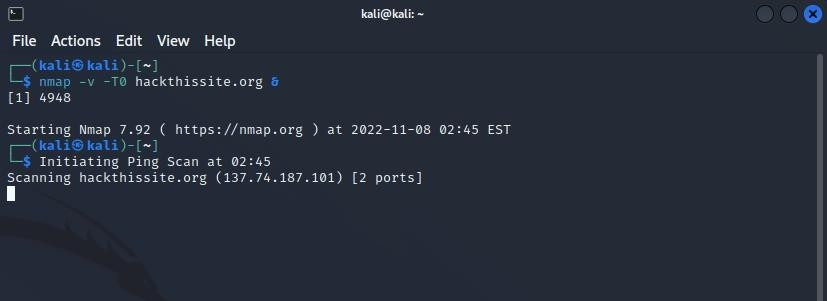 kali@kali: ~
File Actions Edit View Help
┌──(kali㉿kali)-[~]
└─$ nmap -v -T0 hackthissite.org &
[1] 4948
Starting Nmap 7.92 ( https://nmap.org ) at 2022-11-08 02:45 EST
┌──(kali㉿kali)-[~]
└─$ Initiating Ping Scan at 02:45
Scanning hackthissite.org (137.74.187.101) [2 ports]